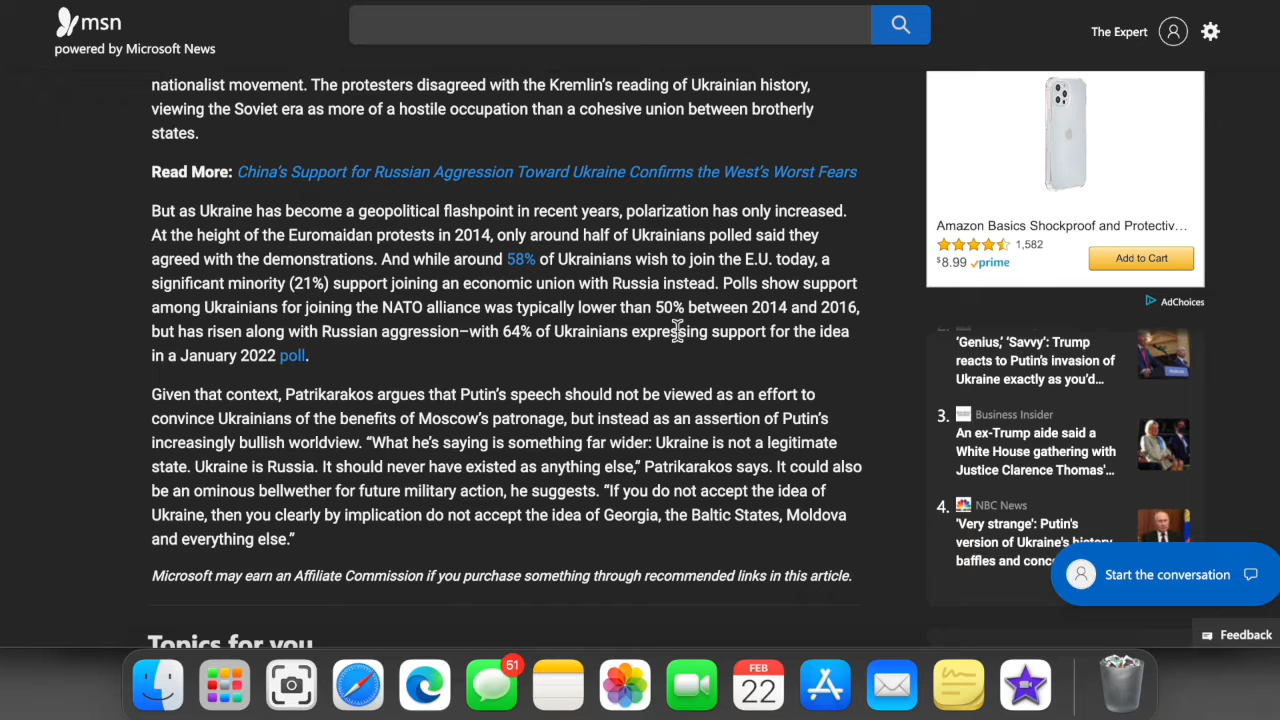 msn
powered by Microsoft News
The Expert
nationalist movement. The protesters disagreed with the Kremlin's reading of Ukrainian history,
viewing the Soviet era as more of a hostile occupation than a cohesive union between brotherly
states.
Read More: China's Support for Russian Aggression Toward Ukraine Confirms the West's Worst Fears
But as Ukraine has become a geopolitical flashpoint in recent years, polarization has only increased.
At the height of the Euromaidan protests in 2014, only around half of Ukrainians polled said they
agreed with the demonstrations. And while around 58% of Ukrainians wish to join the E.U. today, a
significant minority (21%) support joining an economic union with Russia instead. Polls show support
among Ukrainians for joining the NATO alliance was typically lower than 50% between 2014 and 2016,
but has risen along with Russian aggression–with 64% of Ukrainians expressing support for the idea
in a January 2022 poll.
Given that context, Patrikarakos argues that Putin's speech should not be viewed as an effort to
convince Ukrainians of the benefits of Moscow's patronage, but instead as an assertion of Putin's
increasingly bullish worldview. “What he's saying is something far wider: Ukraine is not a legitimate
state. Ukraine is Russia. It should never have existed as anything else,” Patrikarakos says. It could also
be an ominous bellwether for future military action, he suggests. “If you do not accept the idea of
Ukraine, then you clearly by implication do not accept the idea of Georgia, the Baltic States, Moldova
and everything else.”
Microsoft may earn an Affiliate Commission if you purchase something through recommended links in this article.
Topics for you
Amazon Basics Shockproof and Protectiv...
1,582
$8.99 prime
Add to Cart
AdChoices
2.
‘Genius,’ ‘Savvy’: Trump
reacts to Putin's invasion of
Ukraine exactly as you'd...
3. Business Insider
An ex-Trump aide said a
White House gathering with
Justice Clarence Thomas'...
4. NBC News
'Very strange': Putin's
version of Ukraine's history
baffles and conc
Start the conversation
Feedback
51
FEB
22